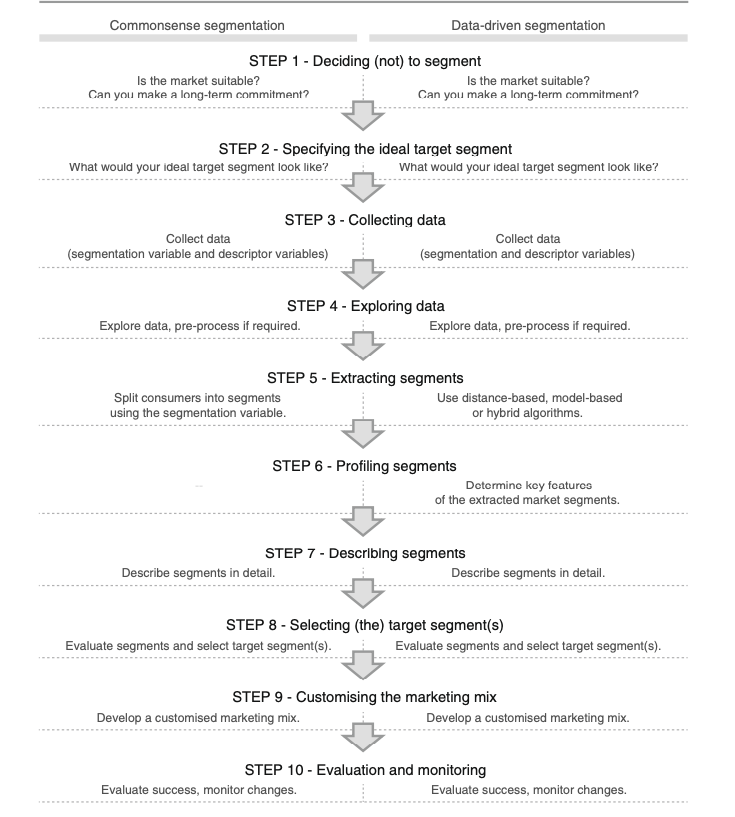 Commonsense segmentation
Data-driven segmentation
STEP 1 - Deciding (not) to segment
Is the market suitable?
Can you make a long-term commitment?
Is the market suitable?
Can you make a long-term commitment?
STEP 2 - Specifying the ideal target segment
What would your ideal target segment look like?
What would your ideal target segment look like?
STEP 3 - Collecting data
Collect data
(segmentation variable and descriptor variables)
Collect data
(segmentation and descriptor variables)
STEP 4 - Exploring data
Explore data, pre-process if required.
Explore data, pre-process if required.
STEP 5 - Extracting segments
Split consumers into segments
using the segmentation variable.
Use distance-based, model-based
or hybrid algorithms.
STEP 6 - Profiling segments
Determine key features
of the extracted market segments.
STEP 7 - Describing segments
Describe segments in detail.
Describe segments in detail.
STEP 8 - Selecting (the) target segment(s)
Evaluate segments and select target segment(s).
Evaluate segments and select target segment(s).
STEP 9 - Customising the marketing mix
Develop a customised marketing mix.
Develop a customised marketing mix.
STEP 10 - Evaluation and monitoring
Evaluate success, monitor changes.
Evaluate success, monitor changes.